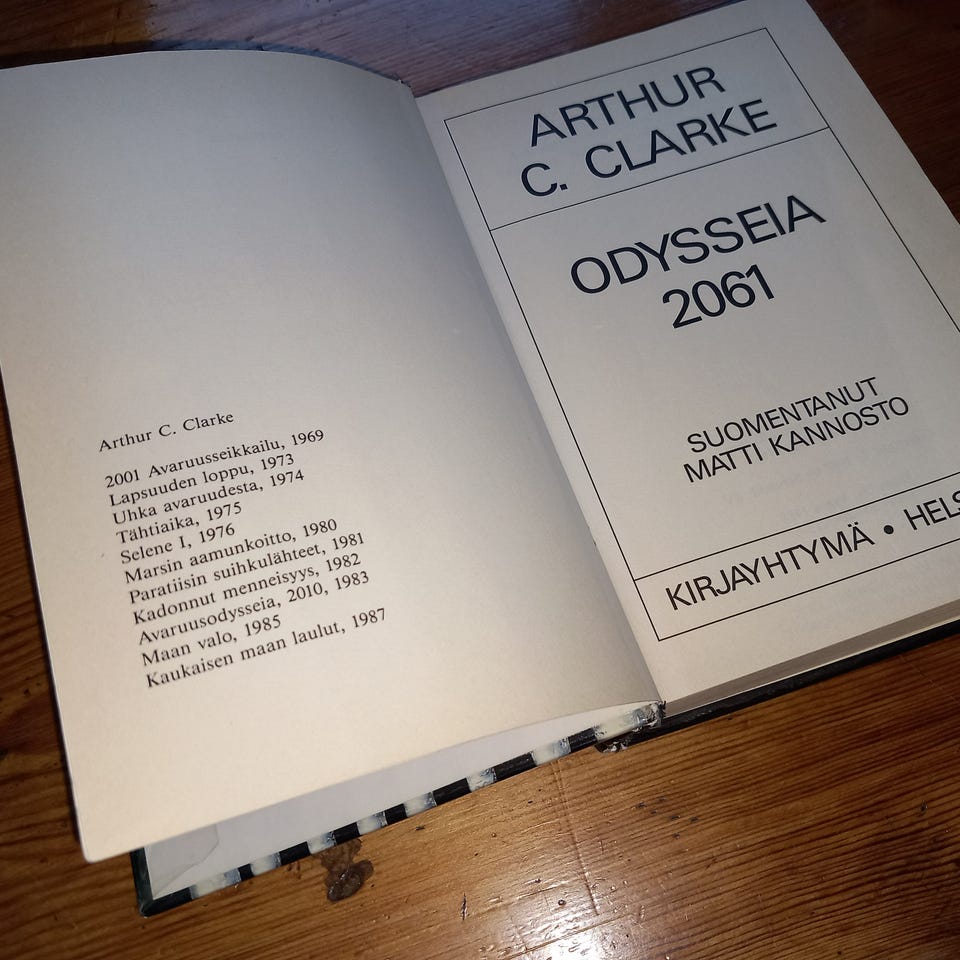 Arthur C. Clarke
2001 Avaruusseikkailu, 1969
Lapsuuden loppu, 1973
Uhka avaruudesta, 1974
Tähtiaika, 1975
Selene I, 1976
Marsin aamunkoitto, 1980
Paratiisin suihkulähteet, 1981
Kadonnut menneisyys, 1982
Avaruusodysseia, 2010, 1983
Maan valo, 1985
Kaukaisen maan laulut, 1987
ARTHUR
C. CLARKE
ODYSSEIA
2061
SUOMENTANUT
MATTI KANNOSTO
KIRJAYHTYMÄ •